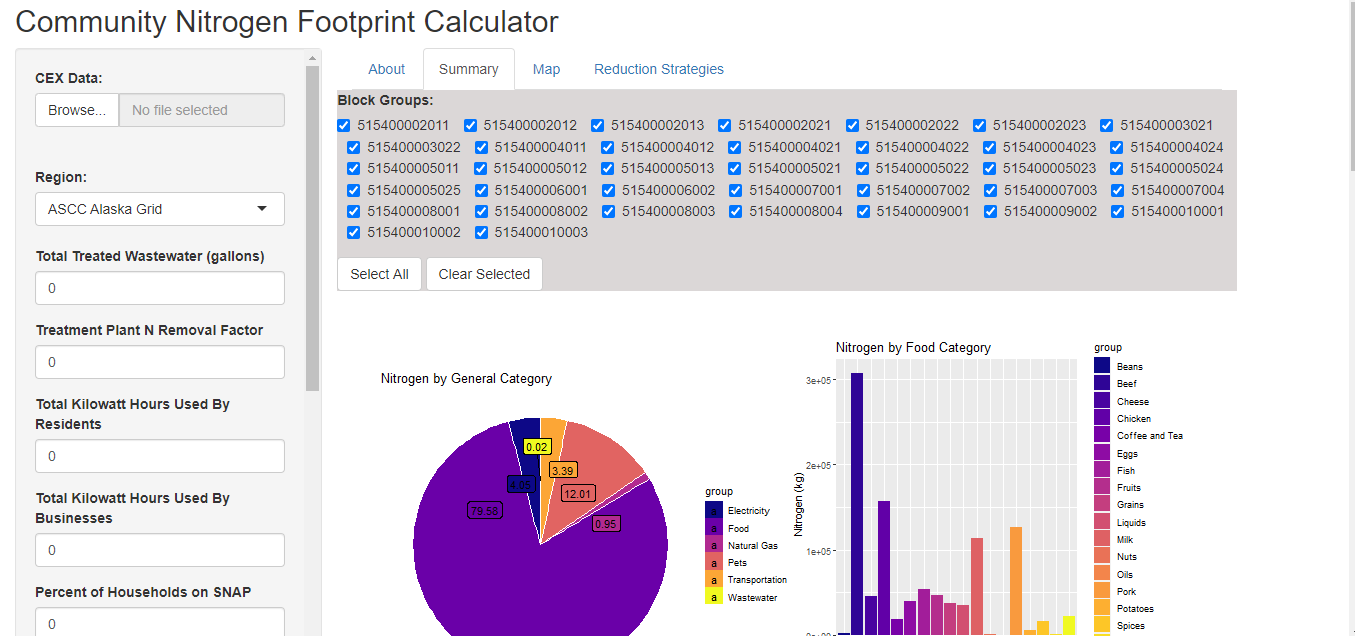 Community Nitrogen Footprint Calculator
About Summary Map Reduction Strategies
CEX Data:
Browse... No file selected
Region:
ASCC Alaska Grid
Total Treated Wastewater (gallons)
0
Treatment Plant N Removal Factor
0
Total Kilowatt Hours Used By
Residents
0
Total Kilowatt Hours Used By
Businesses
0
Percent of Households on SNAP
0
Block Groups:
515400002011 515400002012 515400002013 515400002021 515400002022 515400002023 515400003021
515400003022 515400004011 515400004012 515400004021 515400004022 515400004023 515400004024
515400005011 515400005012 515400005013 515400005021 515400005022 515400005023 515400005024
515400005025 515400006001 515400006002 515400007001 515400007002 515400007003 515400007004
515400008001 515400008002 515400008003 515400008004 515400009001 515400009002 515400010001
515400010002 515400010003
Select All Clear Selected
Nitrogen by General Category
0.02
3.39
4.05
12.01
79.58
0.95
group
a Electricity
a Food
a Natural Gas
a Pets
a Transportation
a Wastewater
Nitrogen by Food Category
Nitrogen (kg)
3e+05
2e+05
1e+05
0e+00
group
Beans
Beef
Cheese
Chicken
Coffee and Tea
Eggs
Fish
Fruits
Grains
Liquids
Milk
Nuts
Oils
Pork
Potatoes
Spices